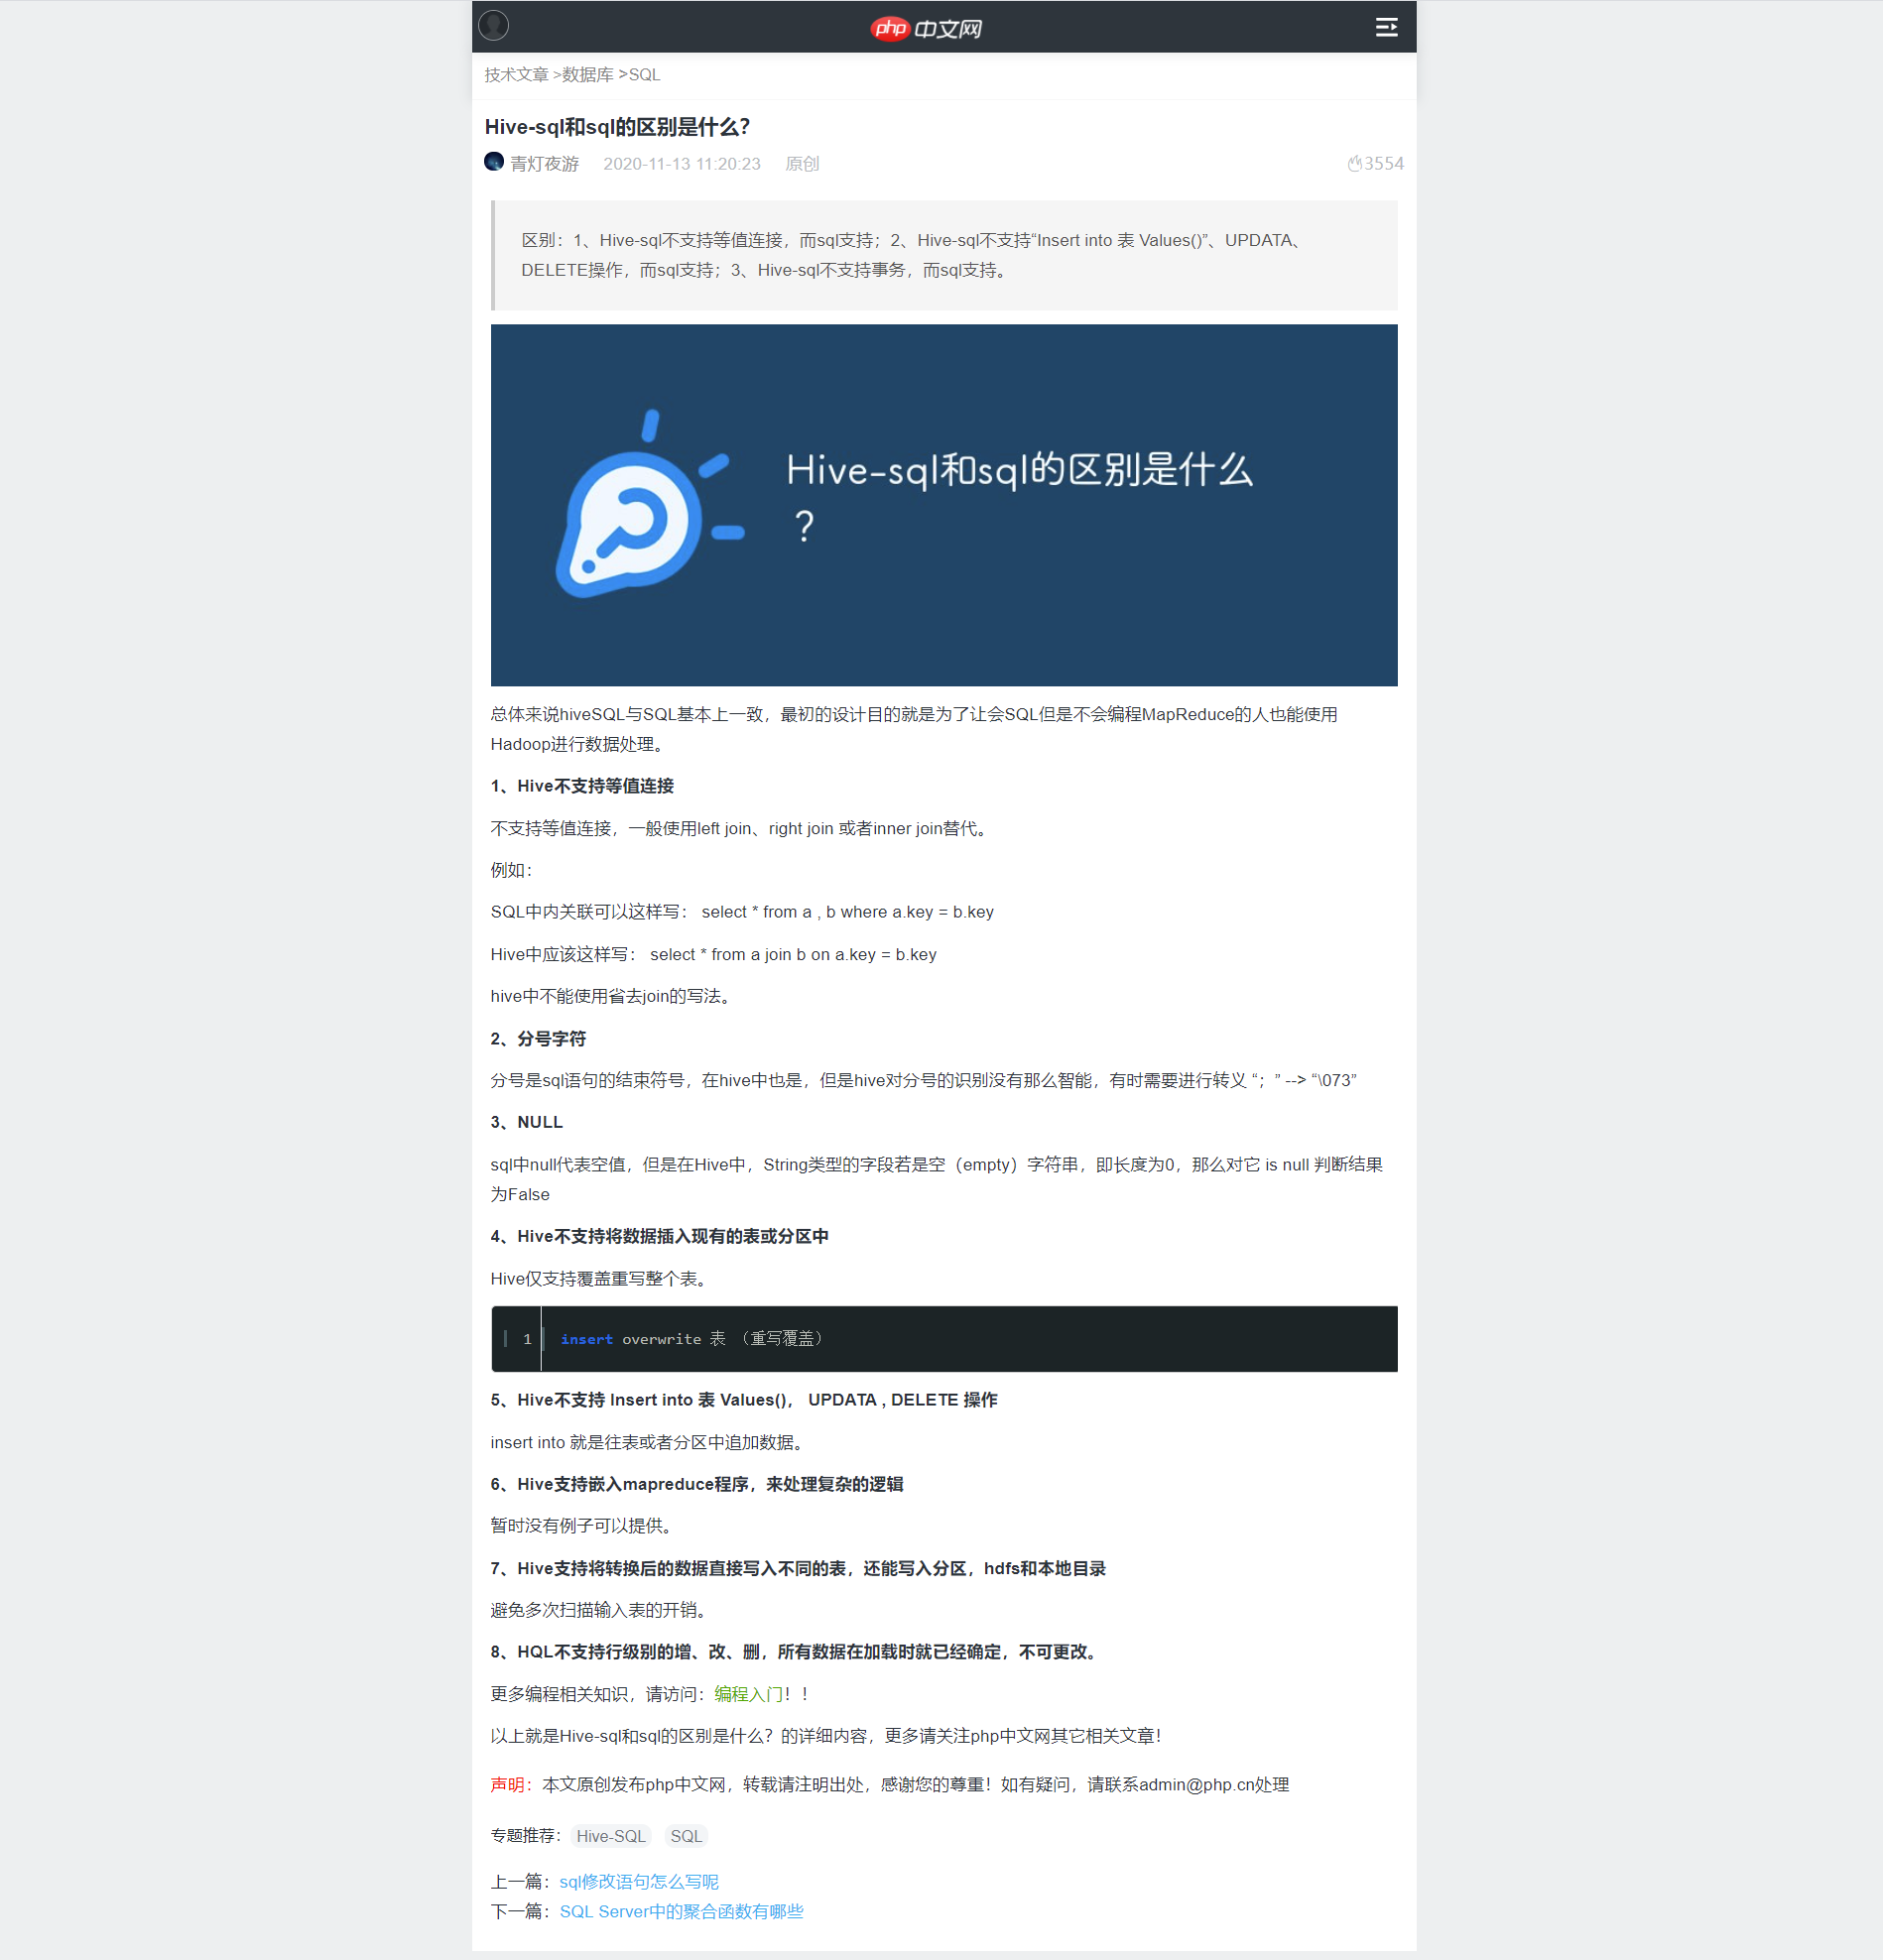 php 中文网
技术文章 >数据库 >SQL
Hive-sql和sql的区别是什么？
青灯夜游 2020-11-13 11:20:23 原创 3554
区别：1、Hive-sql不支持等值连接，而sql支持；2、Hive-sql不支持“Insert into 表 Values()”、UPDATA、
DELETE操作，而sql支持；3、Hive-sql不支持事务，而sql支持。
Hive-sql和sql的区别是什么
？
总体来说hiveSQL与SQL基本上一致，最初的设计目的就是为了让会SQL但是不会编程MapReduce的人也能使用
Hadoop进行数据处理。
1、Hive不支持等值连接
不支持等值连接，一般使用left join、right join 或者inner join替代。
例如：
SQL中内关联可以这样写： select * from a , b where a.key = b.key
Hive中应该这样写： select * from a join b on a.key = b.key
hive中不能使用省去join的写法。
2、分号字符
分号是sql语句的结束符号，在hive中也是，但是hive对分号的识别没有那么智能，有时需要进行转义 “；” --> “\073”
3、NULL
sql中null代表空值，但是在Hive中，String类型的字段若是空（empty）字符串，即长度为0，那么对它 is null 判断结果
为False
4、Hive不支持将数据插入现有的表或分区中
Hive仅支持覆盖重写整个表。
1 insert overwrite 表 （重写覆盖）
5、Hive不支持 Insert into 表 Values()， UPDATA , DELETE 操作
insert into 就是往表或者分区中追加数据。
6、Hive支持嵌入mapreduce程序，来处理复杂的逻辑
暂时没有例子可以提供。
7、Hive支持将转换后的数据直接写入不同的表，还能写入分区，hdfs和本地目录
避免多次扫描输入表的开销。
8、HQL不支持行级别的增、改、删，所有数据在加载时就已经确定，不可更改。
更多编程相关知识，请访问：编程入门！！
以上就是Hive-sql和sql的区别是什么？的详细内容，更多请关注php中文网其它相关文章！
声明：本文原创发布php中文网，转载请注明出处，感谢您的尊重！如有疑问，请联系admin@php.cn处理
专题推荐：Hive-SQL SQL
上一篇：sql修改语句怎么写呢
下一篇：SQL Server中的聚合函数有哪些